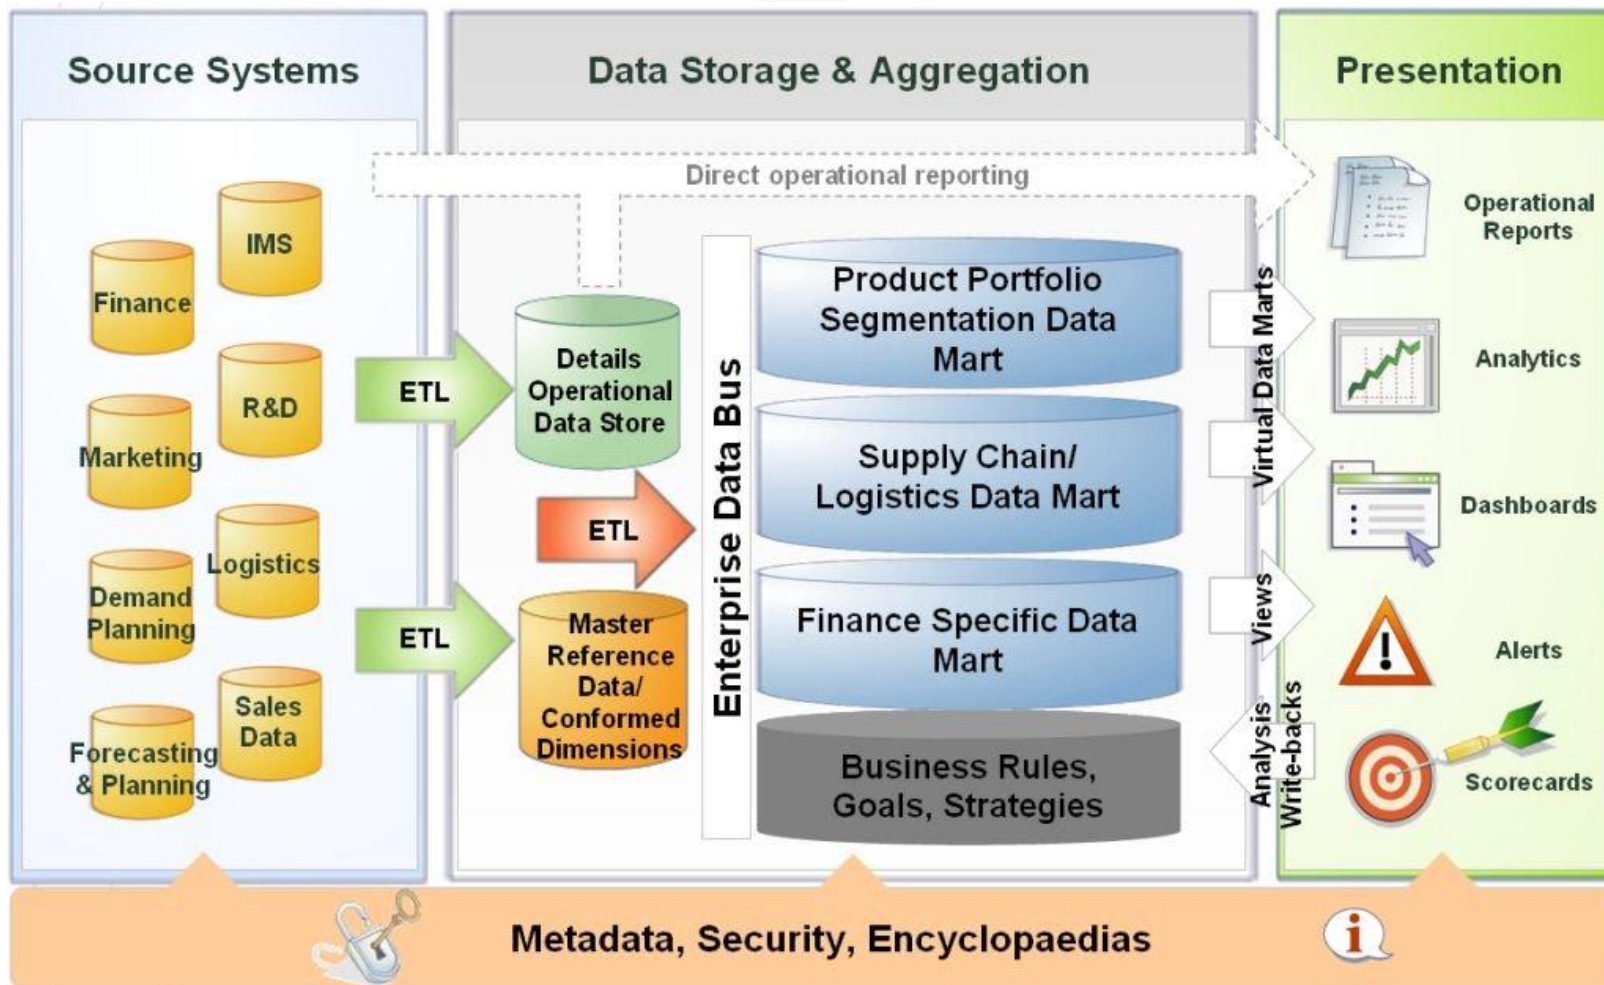 Source Systems
Data Storage & Aggregation
Presentation
IMS
Finance
R&D
Marketing
Logistics
Demand
Planning
Sales
Data
Forecasting
& Planning
ETL
ETL
Direct operational reporting
Details
Operational
Data Store
ETL
Master
Reference
Data/
Conformed
Dimensions
Enterprise Data Bus
Product Portfolio
Segmentation Data
Mart
Supply Chain/
Logistics Data Mart
Finance Specific Data
Mart
Business Rules,
Goals, Strategies
Virtual Data Marts
Views
Analysis
Write-backs
Operational
Reports
Analytics
Dashboards
Alerts
Scorecards
Metadata, Security, Encyclopaedias